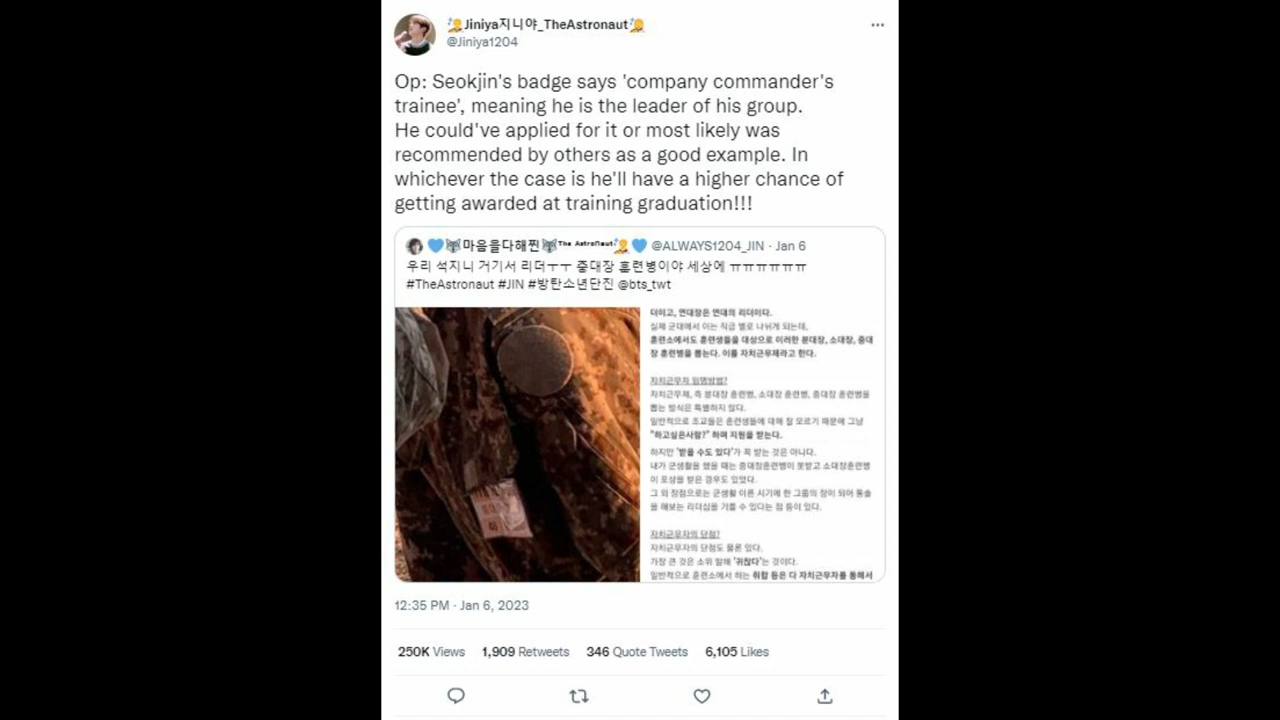 Jiniya지니야_TheAstronaut
@Jiniya1204
Op: Seokjin's badge says 'company commander's
trainee', meaning he is the leader of his group.
He could've applied for it or most likely was
recommended by others as a good example. In
whichever the case is he'll have a higher chance of
getting awarded at training graduation!!!
마음을다해찐 The Astronaut @ALWAYS1204_JIN · Jan 6
우리 석지니 거기서 리더ㅜㅜ 중대장 훈련병이야 세상에 ㅠㅠㅠㅠㅠㅠ
#TheAstronaut #JIN #방탄소년단진 @bts_twt
더이고, 연대장은 연대의 리더이다.
실제 군대에서 이는 직급 별로 나뉘게 되는데,
훈련소에서도 훈련생들을 대상으로 이러한 분대장, 소대장, 중대
장 훈련병을 뽑는다. 이를 자치근무제라고 한다.
자치근무자 임명방법?
자치근무제, 즉 분대장 훈련병, 소대장 훈련병, 중대장 훈련병을
뽑는 방식은 특별하지 않다.
일반적으로 조교들은 훈련생들에 대해 잘 모르기 때문에 그냥
"하고싶은사람?" 하며 지원을 받는다.
하지만 '받을 수도 있다'가 꼭 받는 것은 아니다.
내가 군생활을 했을 때는 중대장훈련병이 못받고 소대장훈련병
이 포상을 받은 경우도 있었다.
그 외 장점으로는 군생활 이른 시기에 한 그룹의 장이 되어 통솔
을 해보는 리더십을 기를 수 있다는 점 등이 있다.
자치근무자의 단점?
자치근무자의 단점도 물론 있다.
가장 큰 것은 소위 말해 '귀찮다'는 것이다.
일반적으로 훈련소에서 하는 취합 등은 다 자치근무자를 통해서
12:35 PM · Jan 6, 2023
250K Views 1,909 Retweets 346 Quote Tweets 6,105 Likes